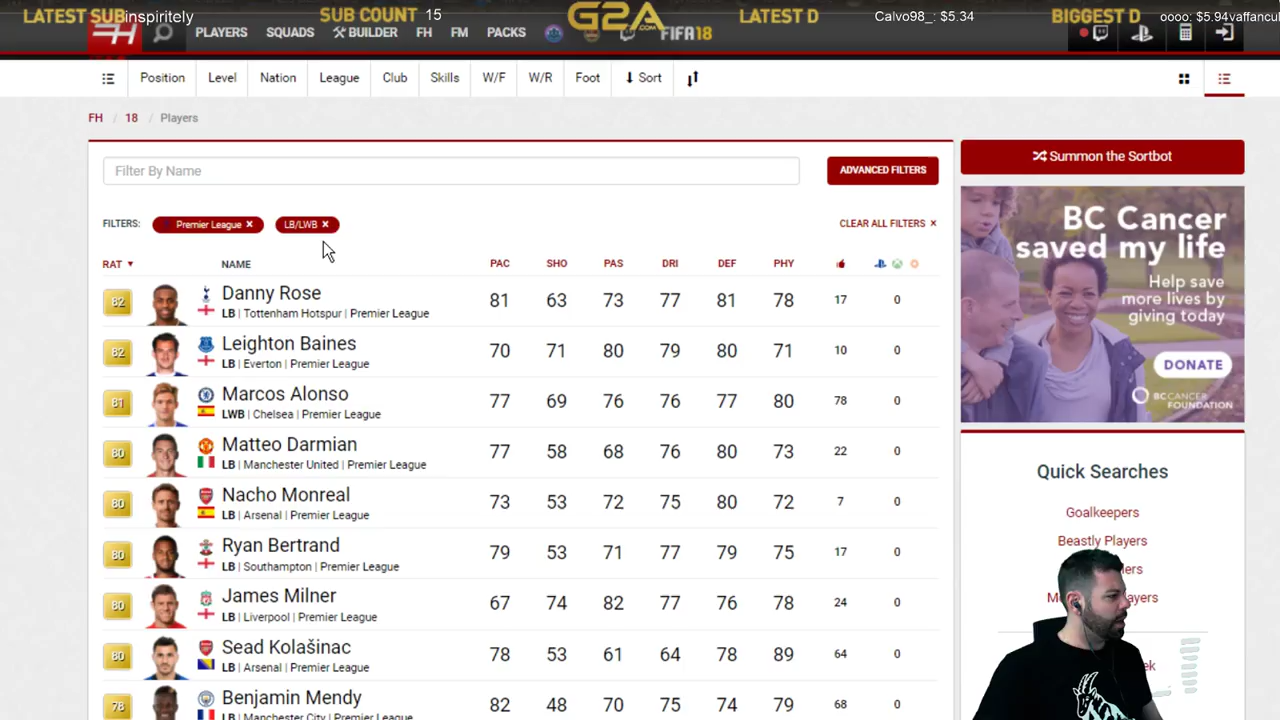 LATEST SUB inspiritely SUB COUNT 15 G2A.COM LATEST D Calvo98_: $5.34 BIGGEST D oooo: $5.94vaffancul
FH PLAYERS SQUADS BUILDER FH FM PACKS FIFA18
Position Level Nation League Club Skills W/F W/R Foot Sort
FH / 18 / Players
Filter By Name ADVANCED FILTERS
Summon the Sortbot
FILTERS: Premier League × LB/LWB × CLEAR ALL FILTERS ×
RAT NAME PAC SHO PAS DRI DEF PHY
82 Danny Rose 81 63 73 77 81 78 17 0
LB | Tottenham Hotspur | Premier League
82 Leighton Baines 70 71 80 79 80 71 10 0
LB | Everton | Premier League
81 Marcos Alonso 77 69 76 76 77 80 78 0
LWB | Chelsea | Premier League
80 Matteo Darmian 77 58 68 76 80 73 22 0
LB | Manchester United | Premier League
80 Nacho Monreal 73 53 72 75 80 72 7 0
LB | Arsenal | Premier League
80 Ryan Bertrand 79 53 71 77 79 75 17 0
LB | Southampton | Premier League
80 James Milner 67 74 82 77 76 78 24 0
LB | Liverpool | Premier League
80 Sead Kolašinac 78 53 61 64 78 89 64 0
LB | Arsenal | Premier League
78 Benjamin Mendy 82 48 70 75 74 79 68 0
LB | Manchester City | Premier League
BC Cancer
saved my life
Help save
more lives by
giving today
DONATE
BC CANCER
FOUNDATION
Quick Searches
Goalkeepers
Beastly Players